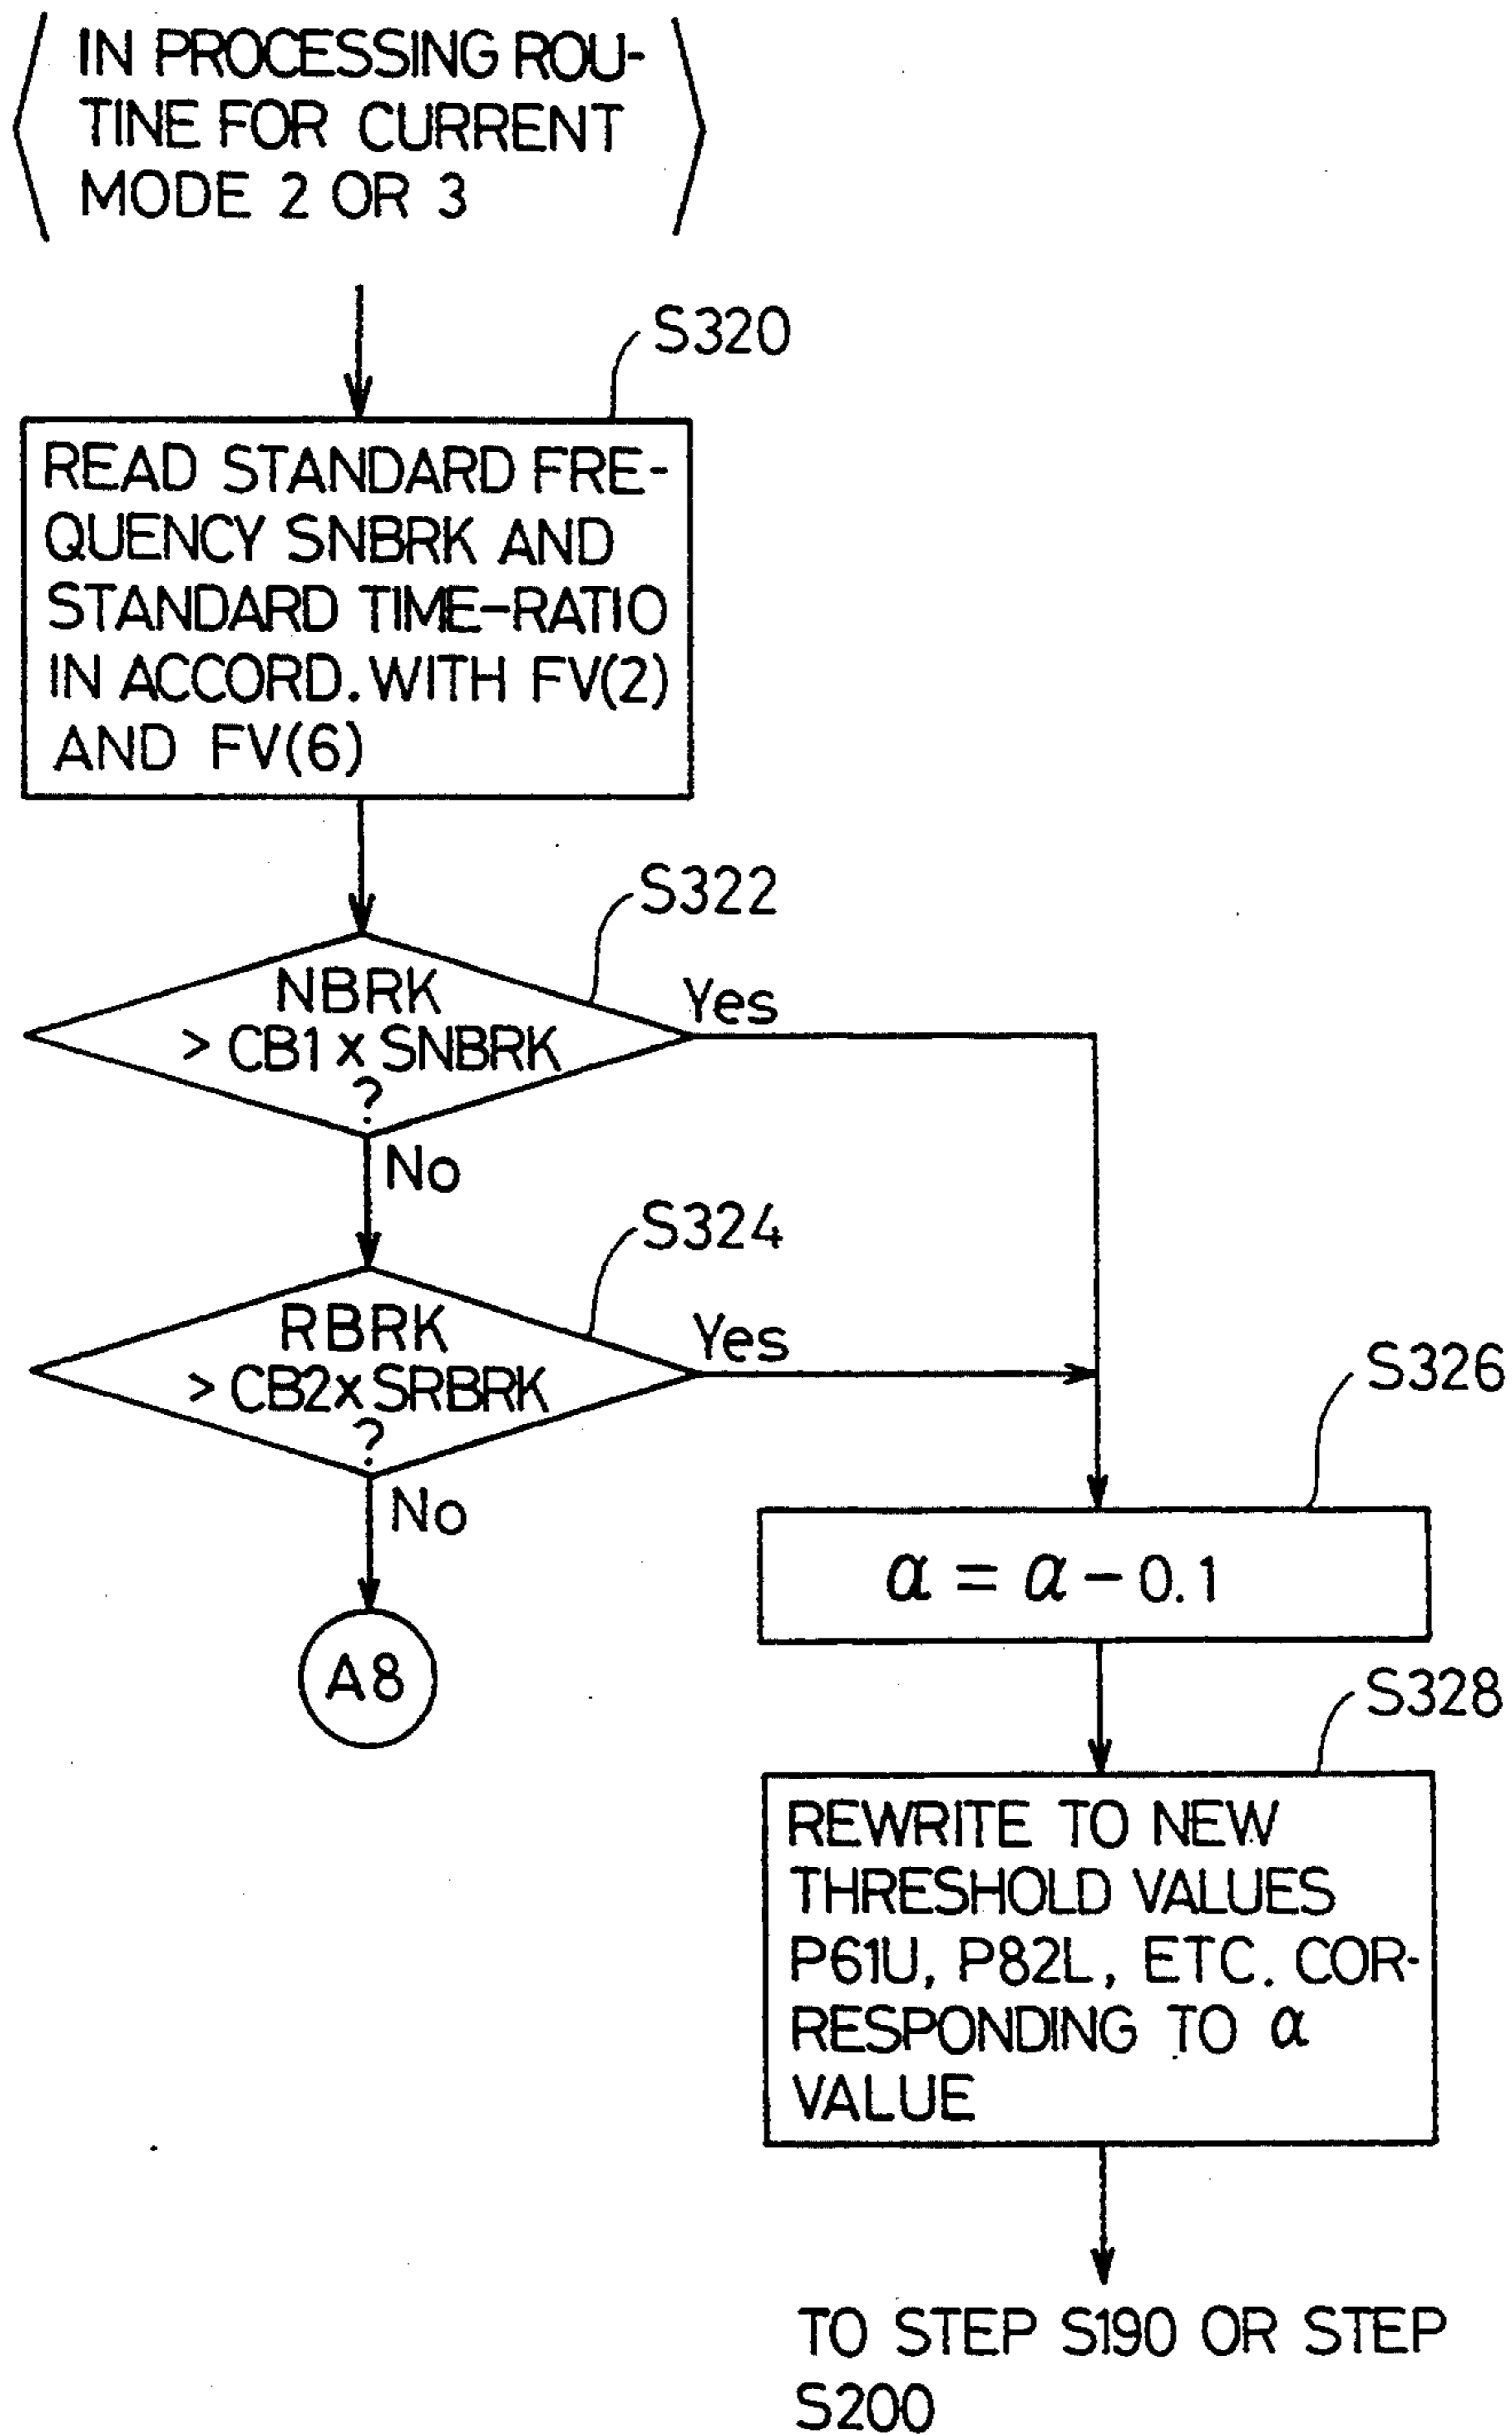 IN PROCESSING ROU-
TINE FOR CURRENT
MODE 2 OR 3
S320
READ STANDARD FRE-
QUENCY SNBRK AND
STANDARD TIME-RATIO
IN ACCORD. WITH FV(2)
AND FV(6)
S322
NBRK
> CB1 x SNBRK
?
Yes
No
S324
RBRK
> CB2 x SRBRK
?
Yes
No
A8
S326
α = α - 0.1
S328
REWRITE TO NEW
THRESHOLD VALUES
P61U, P82L, ETC. COR-
RESPONDING TO α
VALUE
TO STEP S190 OR STEP
S200